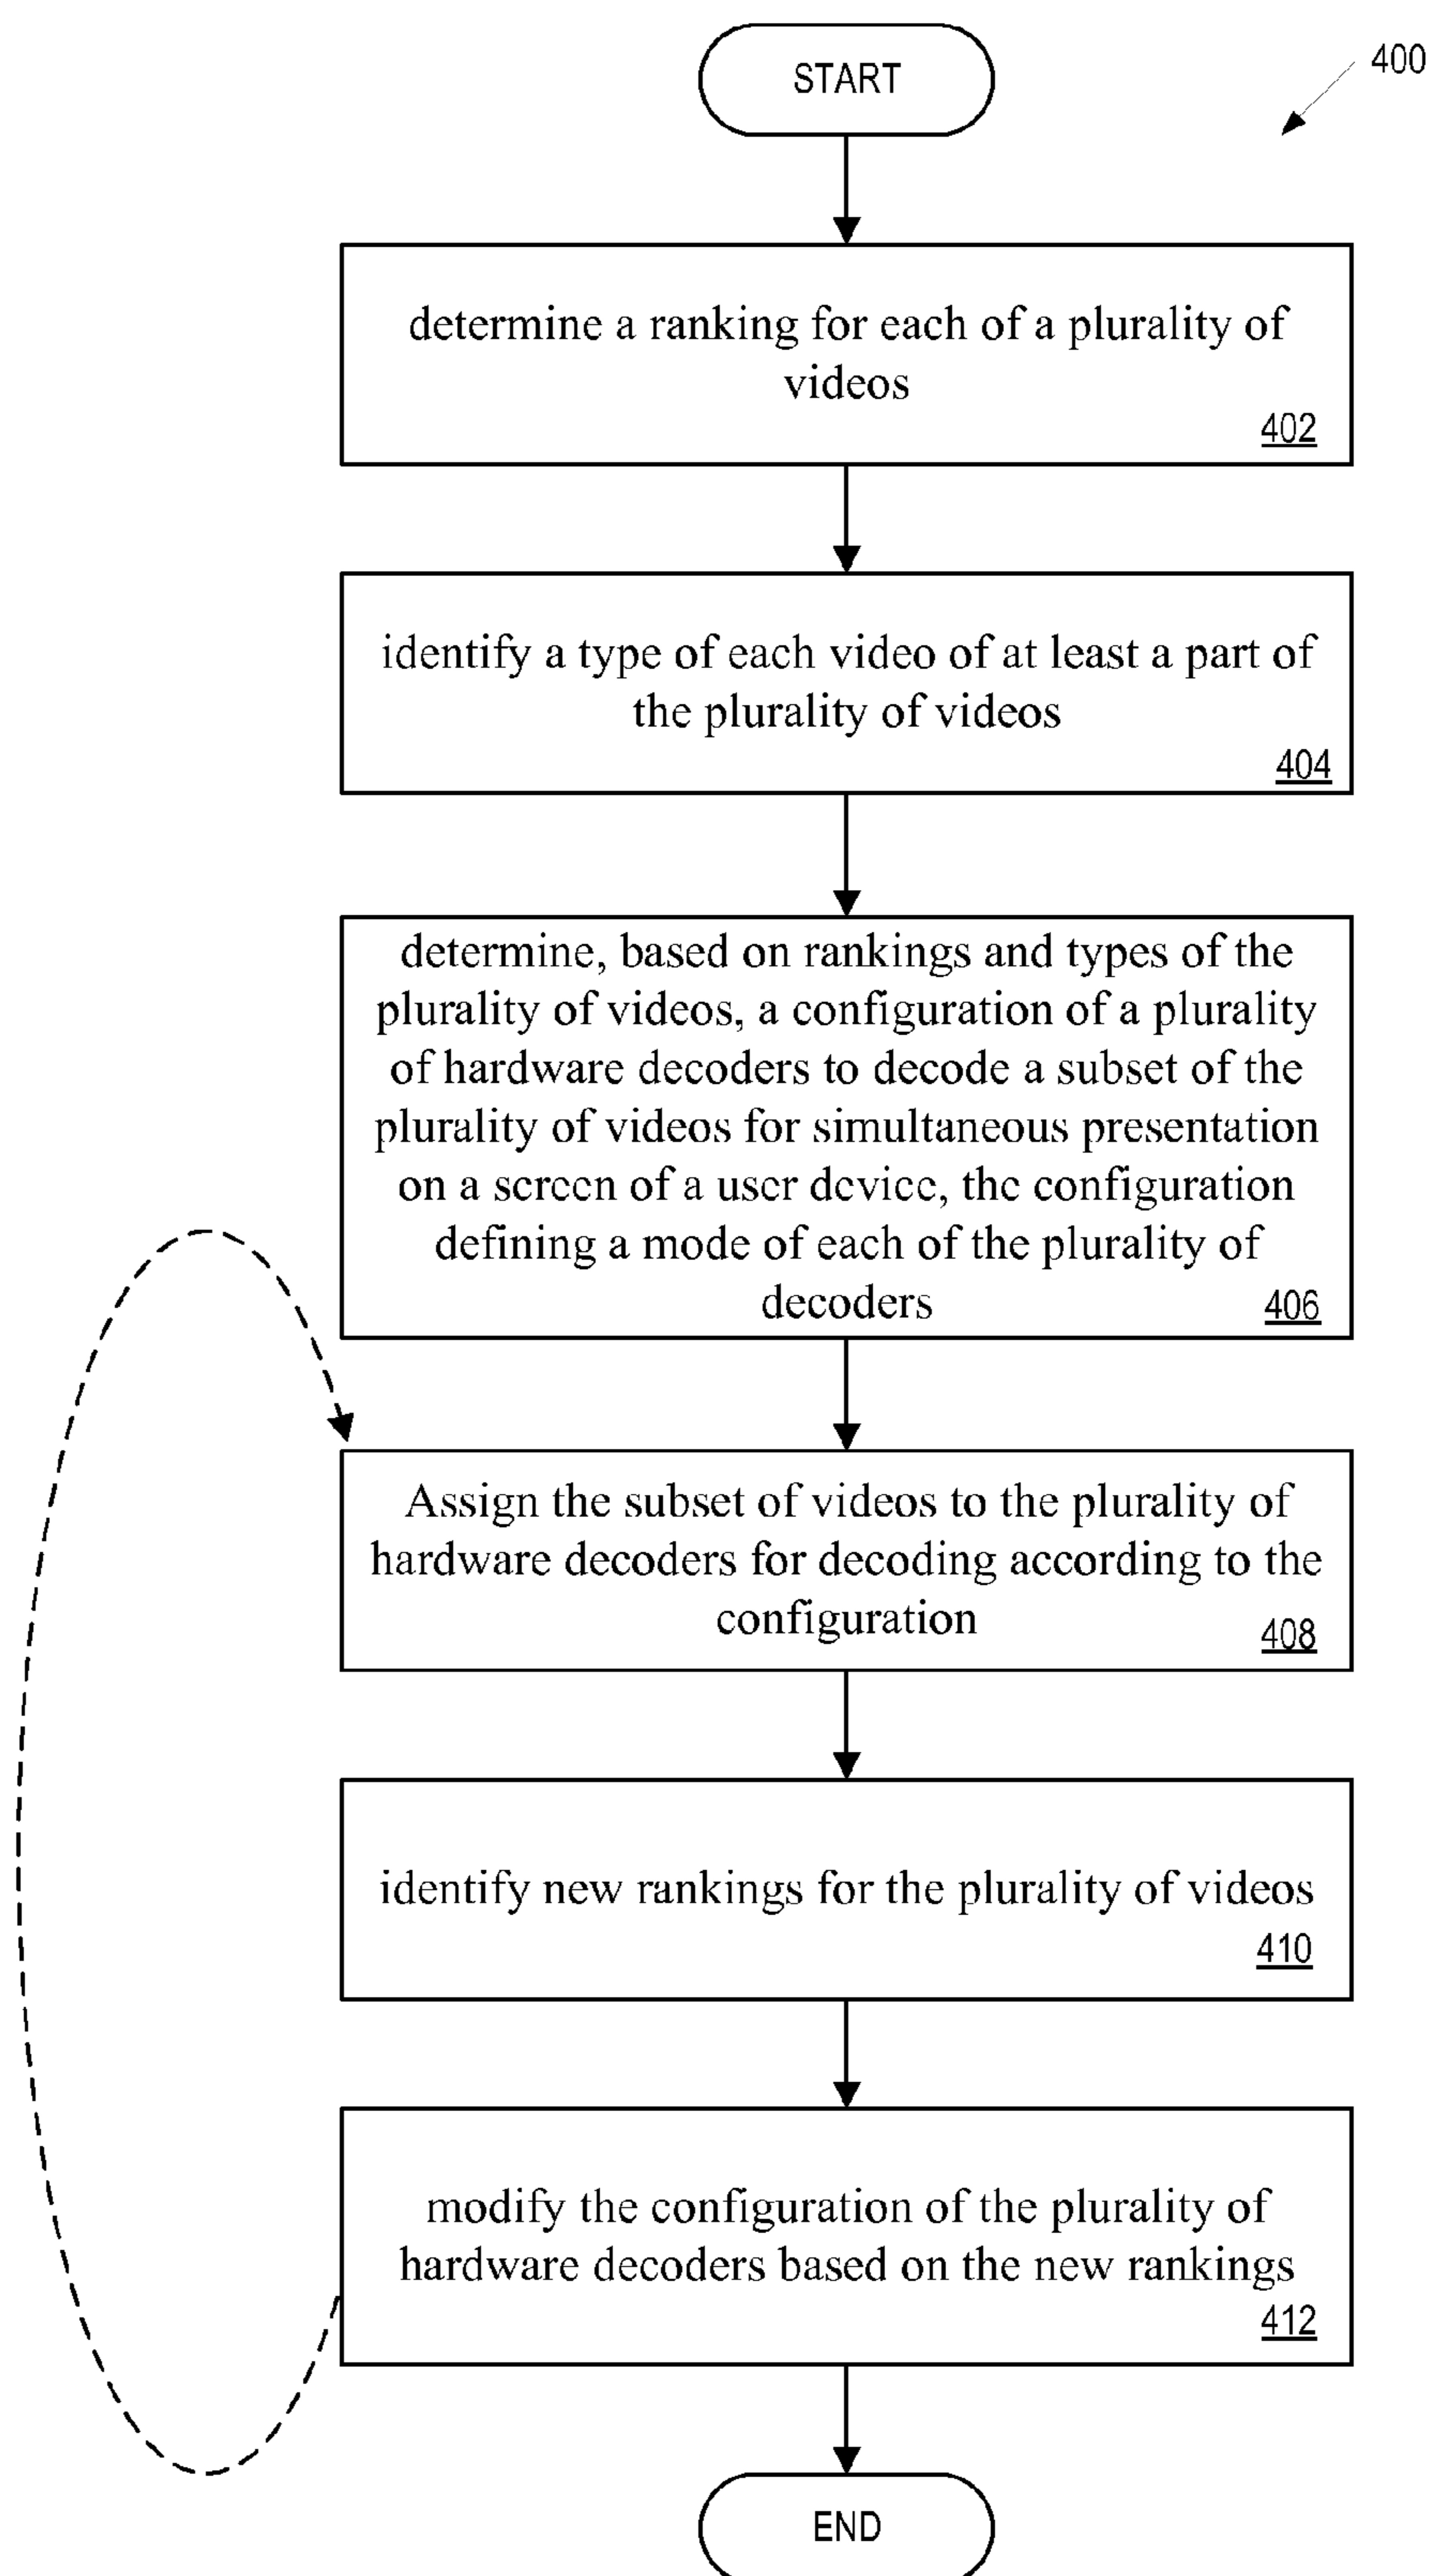 START
400
determine a ranking for each of a plurality of
videos
402
identify a type of each video of at least a part of
the plurality of videos
404
determine, based on rankings and types of the
plurality of videos, a configuration of a plurality
of hardware decoders to decode a subset of the
plurality of videos for simultaneous presentation
on a screen of a user device, the configuration
defining a mode of each of the plurality of
decoders
406
Assign the subset of videos to the plurality of
hardware decoders for decoding according to the
configuration
408
identify new rankings for the plurality of videos
410
modify the configuration of the plurality of
hardware decoders based on the new rankings
412
END